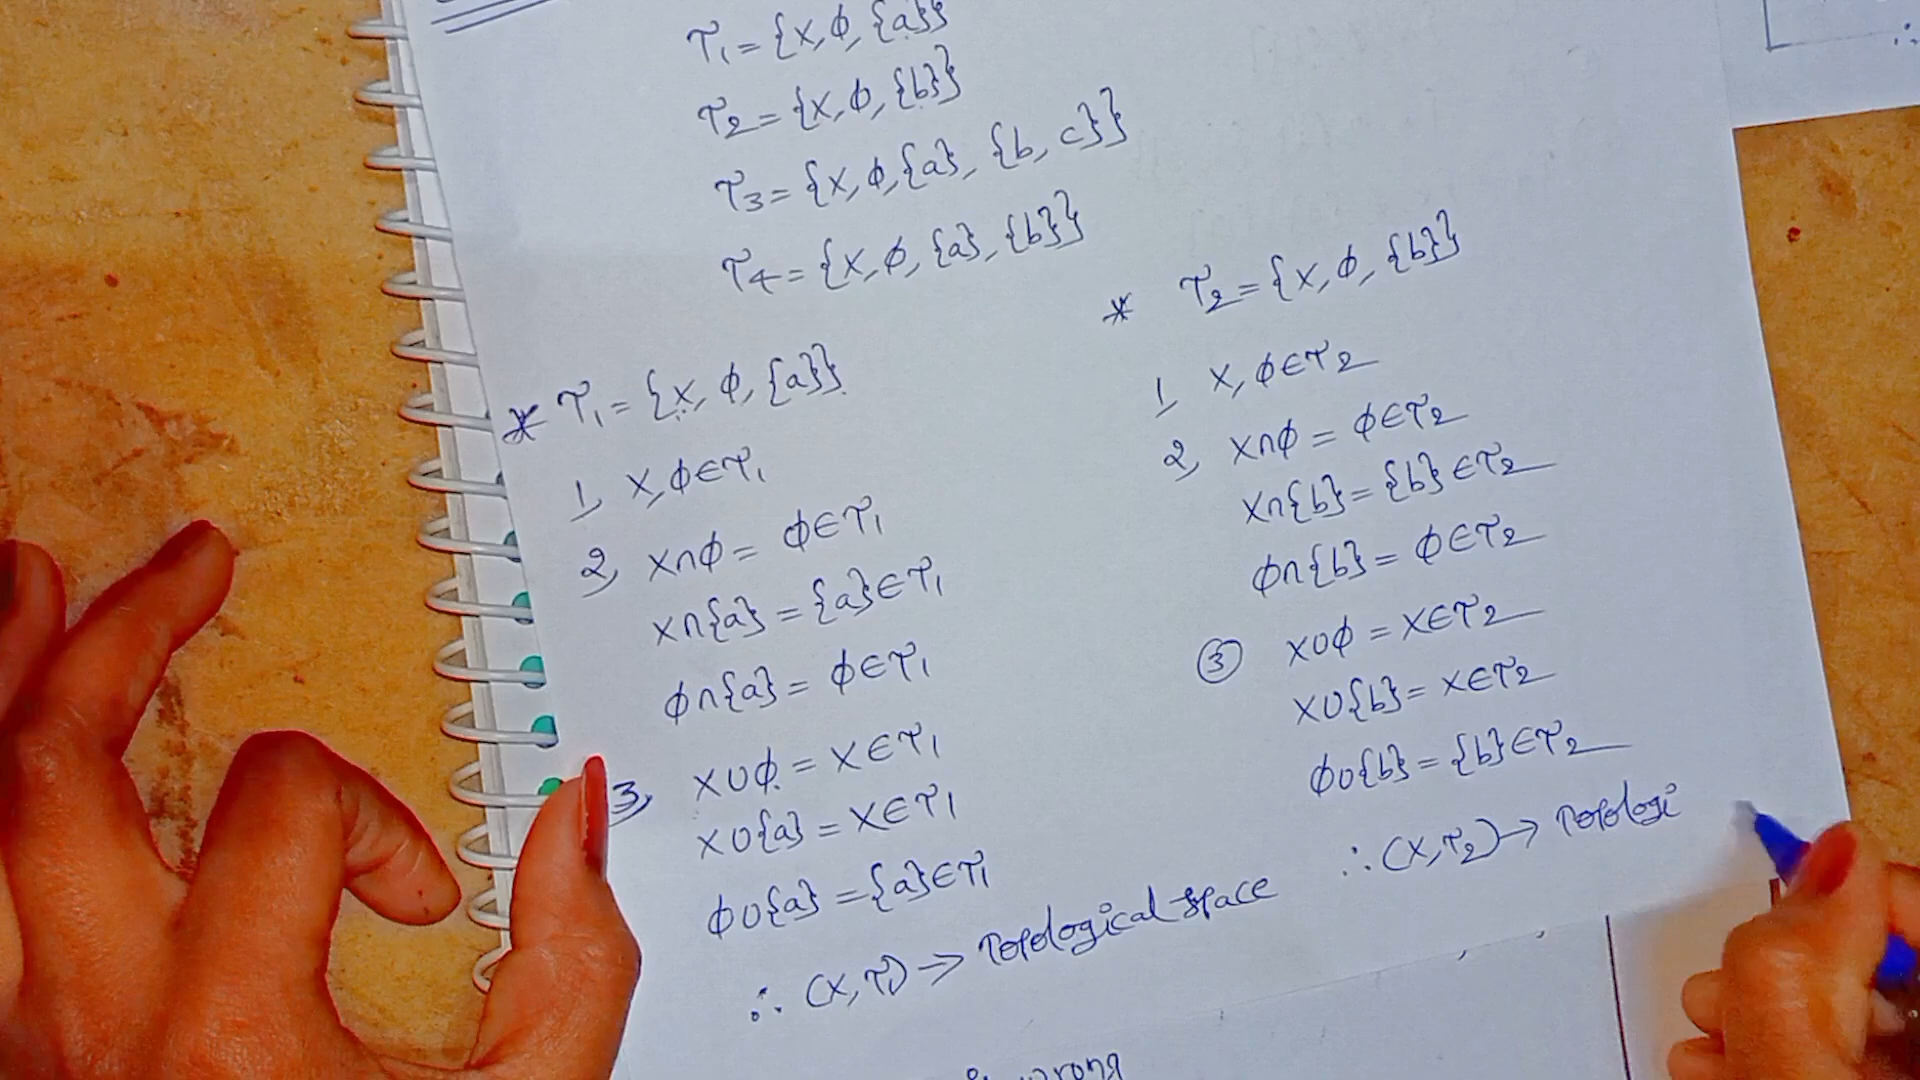 τ₁ = {X, ϕ, {a}}
τ₂ = {X, ϕ, {b}}
τ₃ = {X, ϕ, {a}, {b, c}}
τ₄ = {X, ϕ, {a}, {b}}
* τ₁ = {X, ϕ, {a}}
1, X, ϕ ∈ τ₁
2, X∩ϕ = ϕ ∈ τ₁
X∩{a} = {a} ∈ τ₁
ϕ∩{a} = ϕ ∈ τ₁
3, X∪ϕ = X ∈ τ₁
X∪{a} = X ∈ τ₁
ϕ∪{a} = {a} ∈ τ₁
∴ (X, τ₁) → Topological space
* τ₂ = {X, ϕ, {b}}
1, X, ϕ ∈ τ₂
2, X∩ϕ = ϕ ∈ τ₂
X∩{b} = {b} ∈ τ₂
ϕ∩{b} = ϕ ∈ τ₂
③ X∪ϕ = X ∈ τ₂
X∪{b} = X ∈ τ₂
ϕ∪{b} = {b} ∈ τ₂
∴ (X, τ₂) → Topologi
wrong